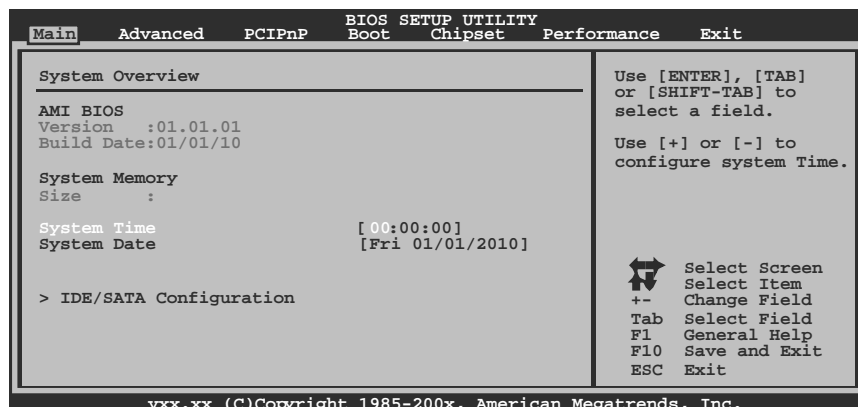 BIOS SETUP UTILITY
Main Advanced PCIPnP Boot Chipset Performance Exit
System Overview
AMI BIOS
Version :01.01.01
Build Date:01/01/10
System Memory
Size :
System Time [ 00:00:00]
System Date [Fri 01/01/2010]
> IDE/SATA Configuration
Use [ENTER], [TAB]
or [SHIFT-TAB] to
select a field.
Use [+] or [-] to
configure system Time.
Select Screen
Select Item
+- Change Field
Tab Select Field
F1 General Help
F10 Save and Exit
ESC Exit
vxx.xx (C)Copyright 1985-200x, American Megatrends, Inc.